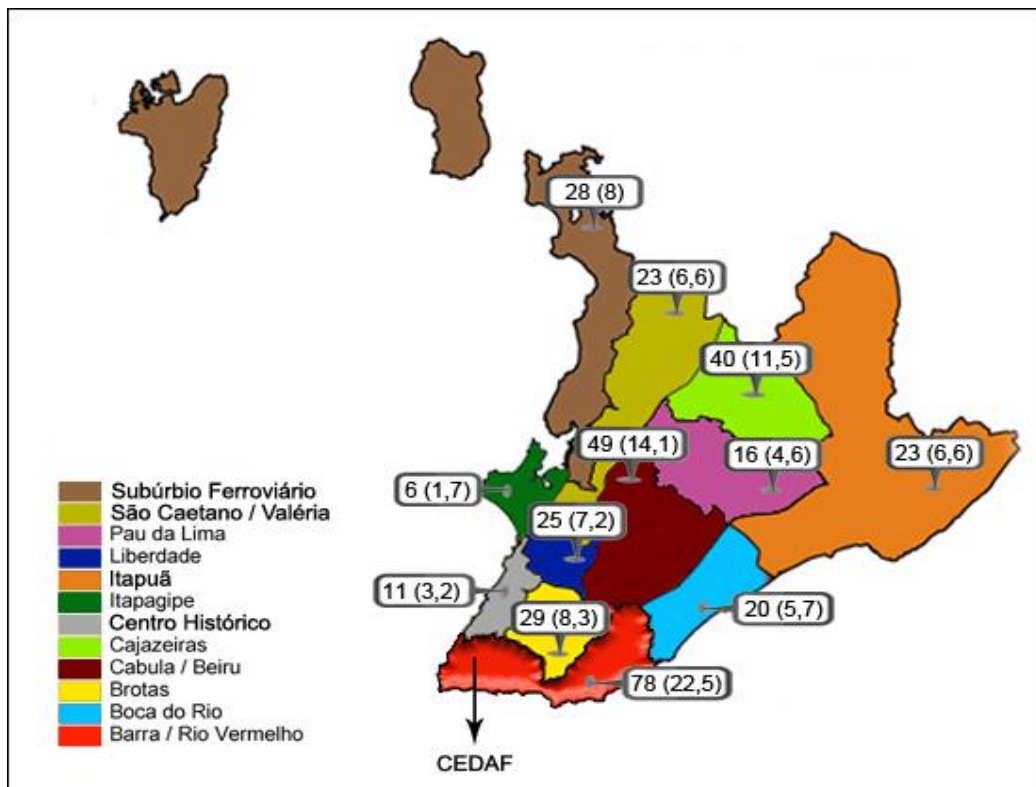 28 (8)
23 (6,6)
40 (11,5)
49 (14,1)
16 (4,6)
23 (6,6)
6 (1,7)
25 (7,2)
11 (3,2)
29 (8,3)
20 (5,7)
78 (22,5)
CEDAF
Subúrbio Ferroviário
São Caetano / Valéria
Pau da Lima
Liberdade
Itapuã
Itapagipe
Centro Histórico
Cajazeiras
Cabula / Beiru
Brotas
Boca do Rio
Barra / Rio Vermelho